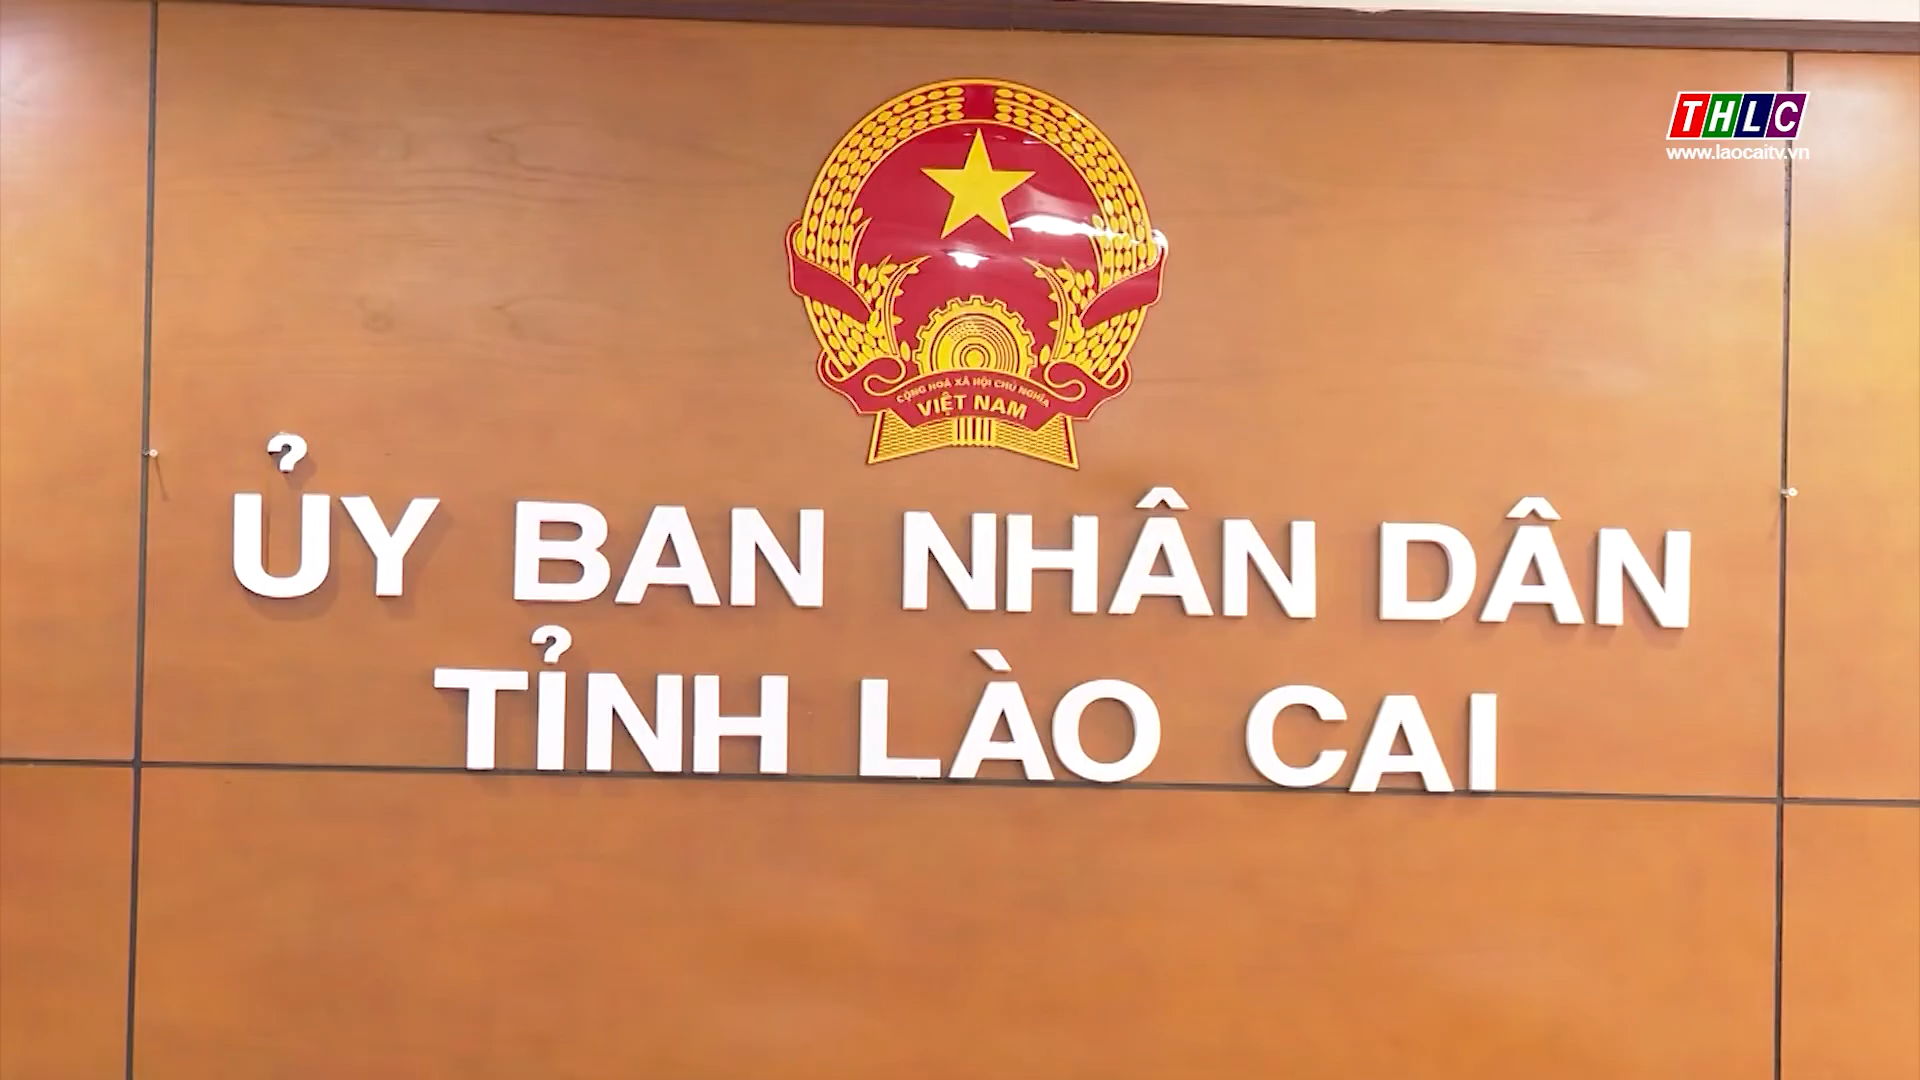 THLC
www.laocaitv.vn
CỘNG HOÀ XÃ HỘI CHỦ NGHĨA
VIỆT NAM
ỦY BAN NHÂN DÂN
TỈNH LÀO CAI